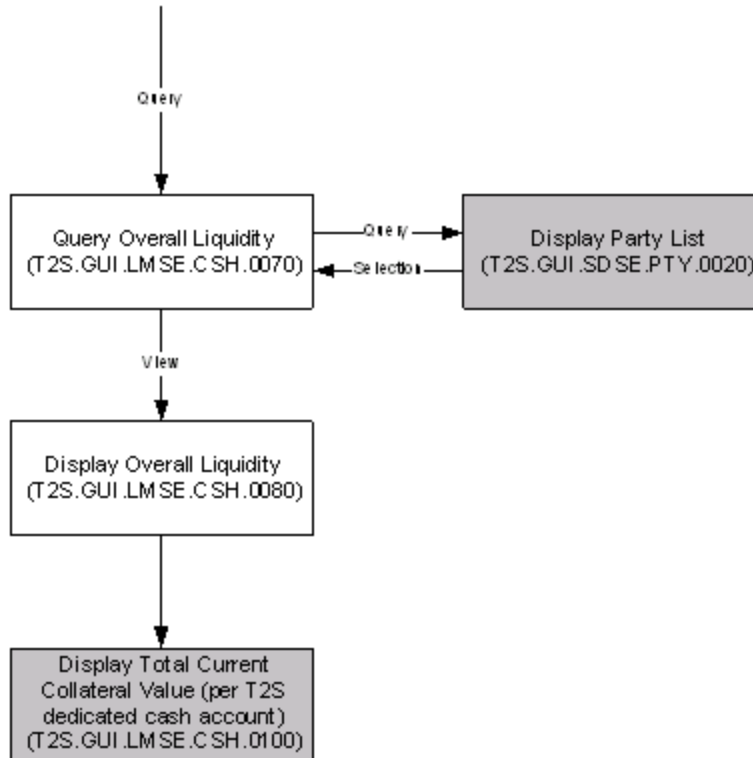 Query
Query Overall Liquidity
(T2S.GUI.LMSE.CSH.0070)
Query
Selection
Display Party List
(T2S.GUI.SDSE.PTY.0020)
View
Display Overall Liquidity
(T2S.GUI.LMSE.CSH.0080)
Display Total Current
Collateral Value (per T2S
dedicated cash account)
(T2S.GUI.LMSE.CSH.0100)